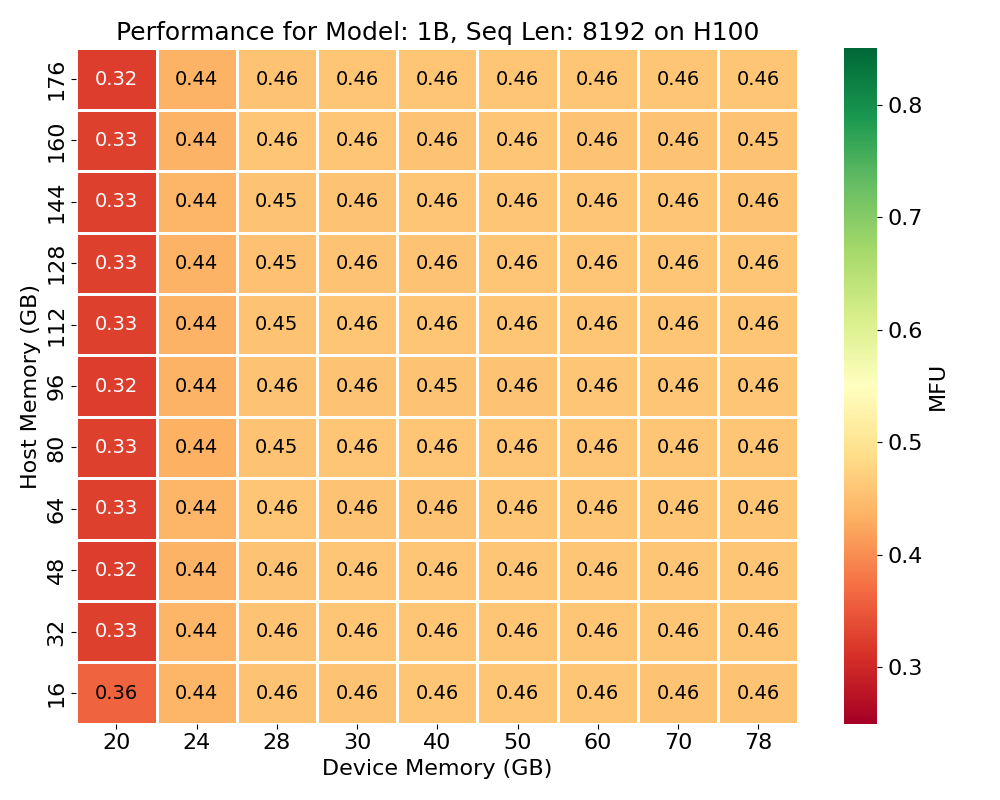 Performance for Model: 1B, Seq Len: 8192 on H100
176 0.32 0.44 0.46 0.46 0.46 0.46 0.46 0.46 0.46
160 0.33 0.44 0.46 0.46 0.46 0.46 0.46 0.46 0.45
144 0.33 0.44 0.45 0.46 0.46 0.46 0.46 0.46 0.46
128 0.33 0.44 0.45 0.46 0.46 0.46 0.46 0.46 0.46
112 0.33 0.44 0.45 0.46 0.46 0.46 0.46 0.46 0.46
96 0.32 0.44 0.46 0.46 0.45 0.46 0.46 0.46 0.46
80 0.33 0.44 0.45 0.46 0.46 0.46 0.46 0.46 0.46
64 0.33 0.44 0.46 0.46 0.46 0.46 0.46 0.46 0.46
48 0.32 0.44 0.46 0.46 0.46 0.46 0.46 0.46 0.46
32 0.33 0.44 0.46 0.46 0.46 0.46 0.46 0.46 0.46
16 0.36 0.44 0.46 0.46 0.46 0.46 0.46 0.46 0.46
20 24 28 30 40 50 60 70 78
Device Memory (GB)
Host Memory (GB)
0.8
0.7
0.6
0.5
0.4
0.3
MFU